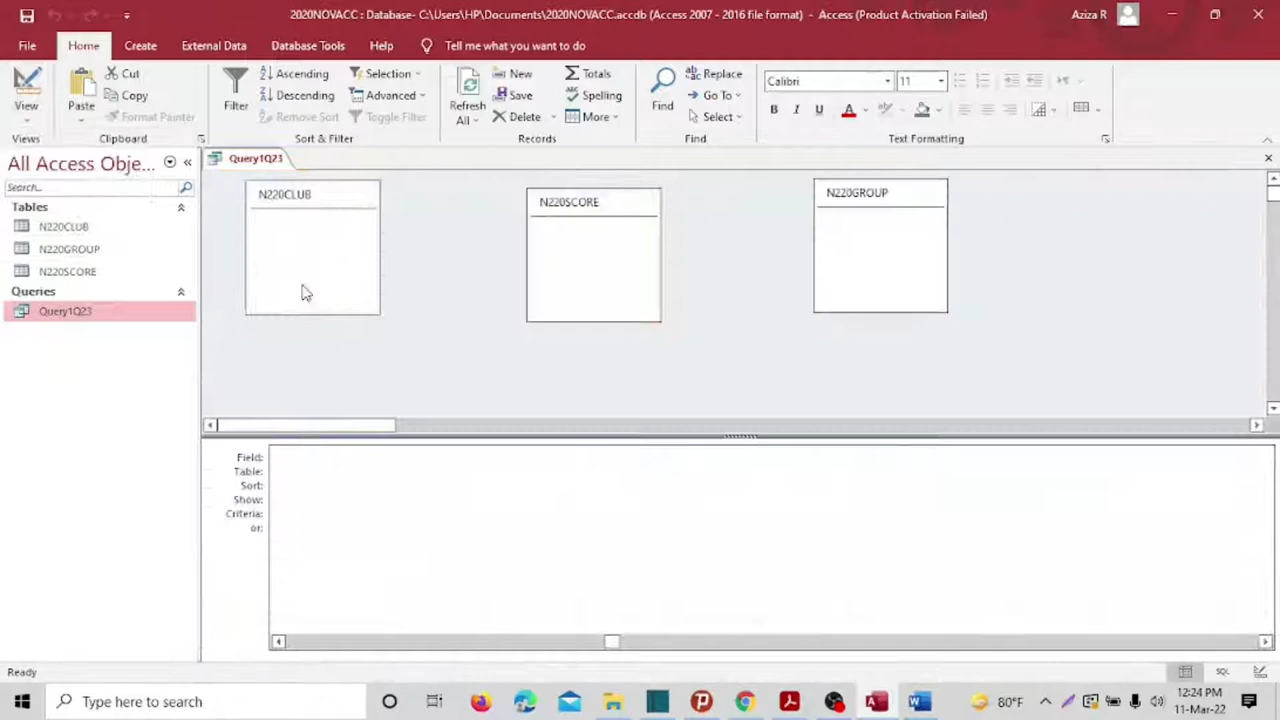 2020NOVACC : Database- C:\Users\HP\Documents\2020NOVACC.accdb (Access 2007 - 2016 file format) - Access (Product Activation Failed)
Aziza R
File
Home
Create
External Data
Database Tools
Help
Tell me what you want to do
View
Views
Paste
Cut
Copy
Format Painter
Clipboard
Filter
Ascending
Descending
Remove Sort
Selection
Advanced
Toggle Filter
Sort & Filter
Refresh
All
New
Save
Delete
Totals
Spelling
More
Records
Find
Replace
Go To
Select
Find
Calibri
11
B I U A
Text Formatting
All Access Obje...
Search...
Tables
N220CLUB
N220GROUP
N220SCORE
Queries
Query1Q23
Query1Q23
N220CLUB
N220SCORE
N220GROUP
Field:
Table:
Sort:
Show:
Criteria:
or:
Ready
SQL
Type here to search
80°F
12:24 PM
11-Mar-22